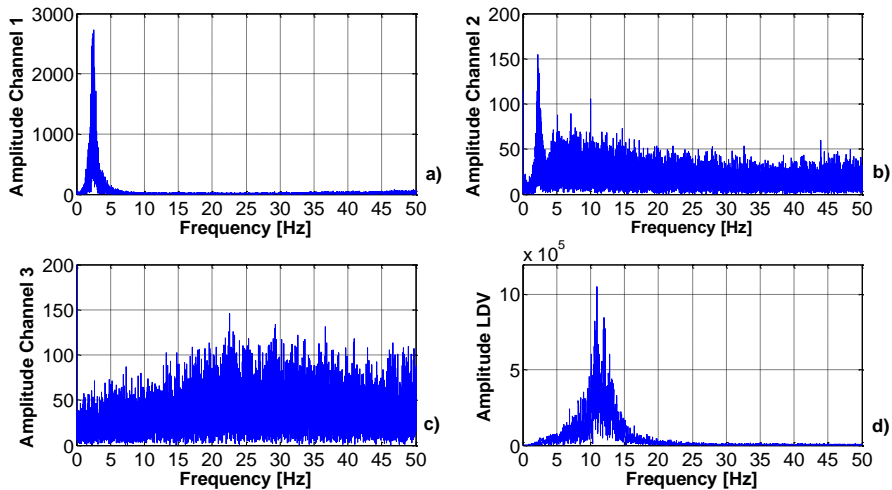 Amplitude Channel 1
3000
2000
1000
0
0 5 10 15 20 25 30 35 40 45 50
Frequency [Hz]
a)
Amplitude Channel 2
200
150
100
50
0
0 5 10 15 20 25 30 35 40 45 50
Frequency [Hz]
b)
Amplitude Channel 3
200
150
100
50
0
0 5 10 15 20 25 30 35 40 45 50
Frequency [Hz]
c)
Amplitude LDV
x 10^5
10
5
0
0 5 10 15 20 25 30 35 40 45 50
Frequency [Hz]
d)